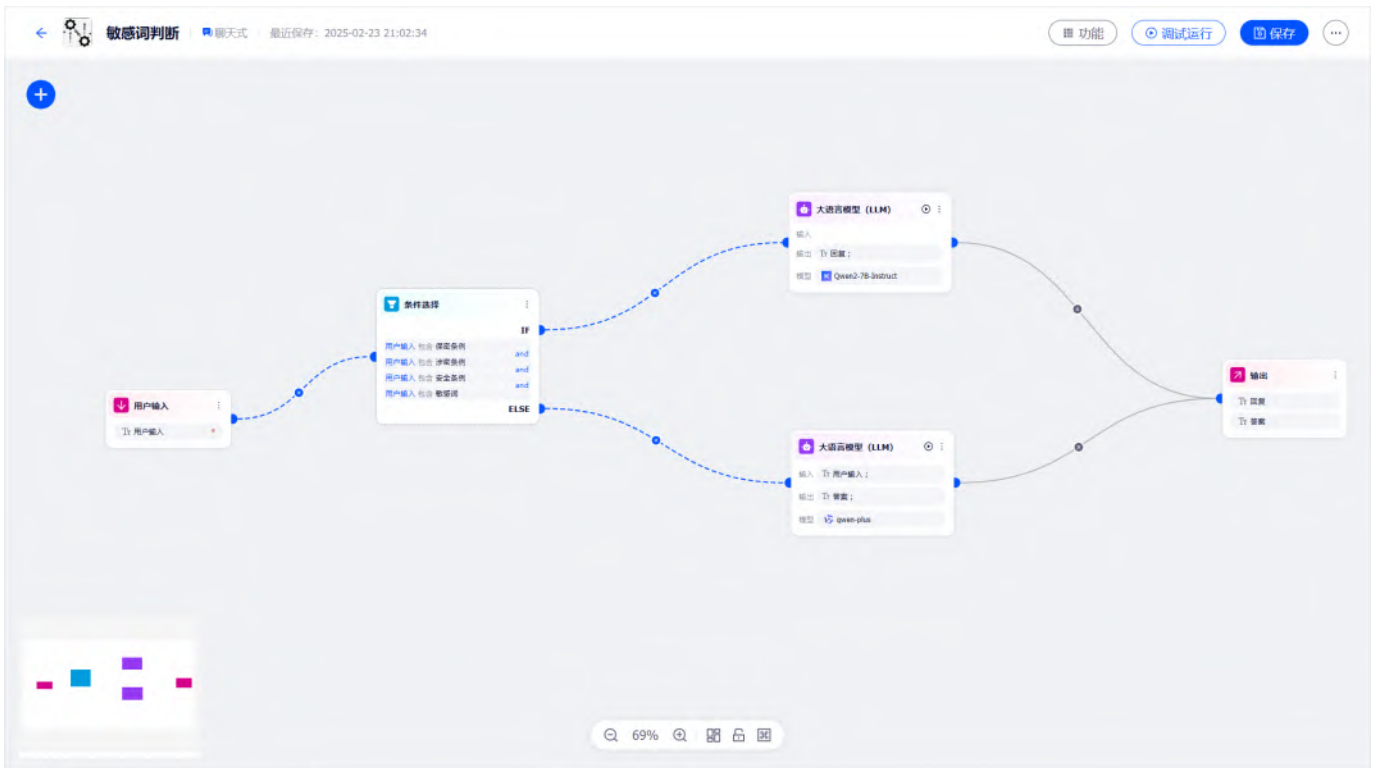 敏感词判断 聊天式 最近保存: 2025-02-23 21:02:34 功能 调试运行 保存
大语言模型 (LLM)
输入
输出 Tr 回复 ;
模型 Qwen2-7B-Instruct
条件选择
IF
用户输入 包含 保密条例
and
用户输入 包含 涉密条例
and
用户输入 包含 安全条例
and
用户输入 包含 敏感词
ELSE
用户输入
Tr 用户输入 *
大语言模型 (LLM)
输入 Tr 用户输入 ;
输出 Tr 答案 ;
模型 qwen-plus
输出
Tr 回复
Tr 答案
69%